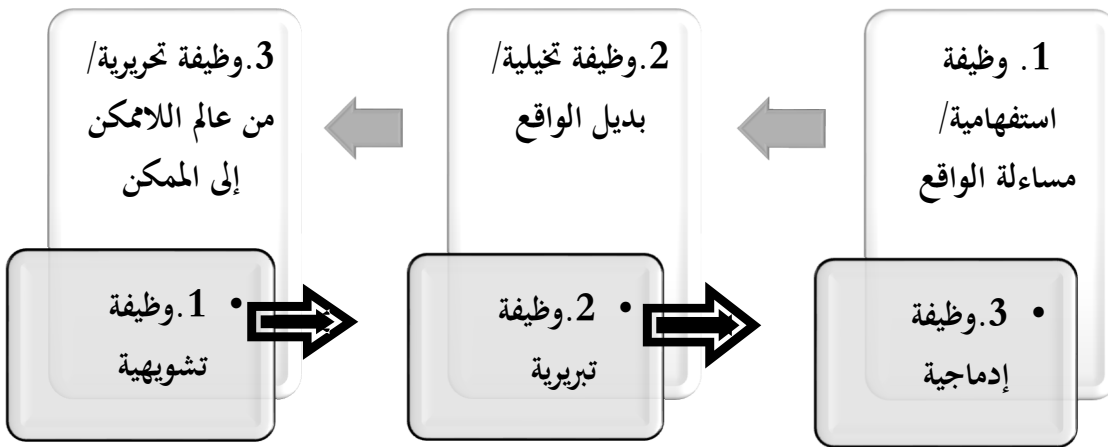 1. وظيفة
استفهامية/
مساءلة الواقع
2.وظيفة تخيلية/
بديل الواقع
3.وظيفة تحريرية/
من عالم اللاممكن
إلى الممكن
• 3.وظيفة
إدماجية
• 2.وظيفة
تبريرية
• 1.وظيفة
تشويهية